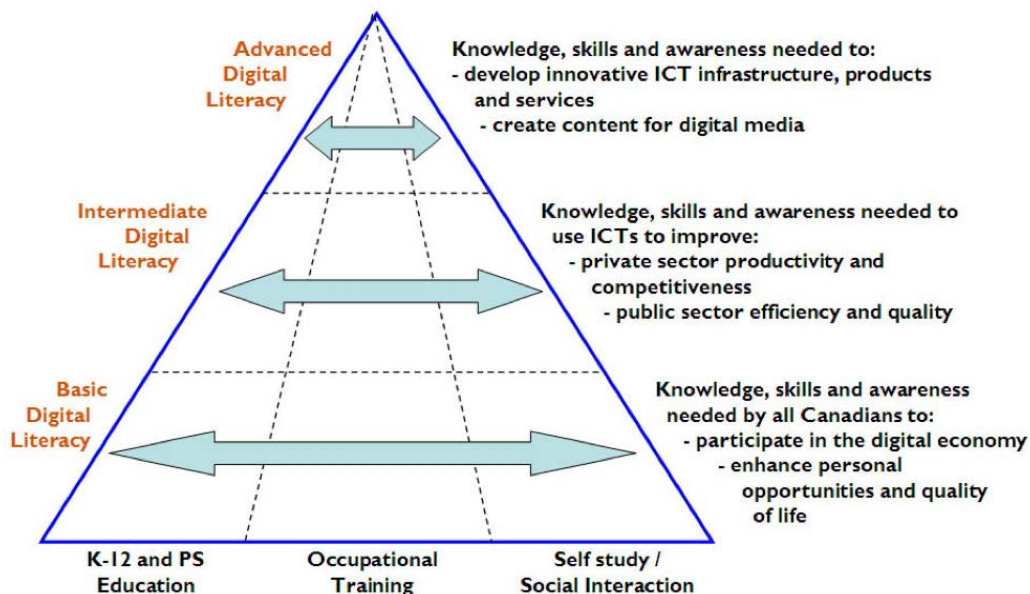 Advanced
Digital
Literacy
Knowledge, skills and awareness needed to:
- develop innovative ICT infrastructure, products
and services
- create content for digital media
Intermediate
Digital
Literacy
Knowledge, skills and awareness needed to
use ICTs to improve:
- private sector productivity and
competitiveness
- public sector efficiency and quality
Basic
Digital
Literacy
Knowledge, skills and awareness
needed by all Canadians to:
- participate in the digital economy
- enhance personal
opportunities and quality
of life
K-12 and PS
Education
Occupational
Training
Self study /
Social Interaction